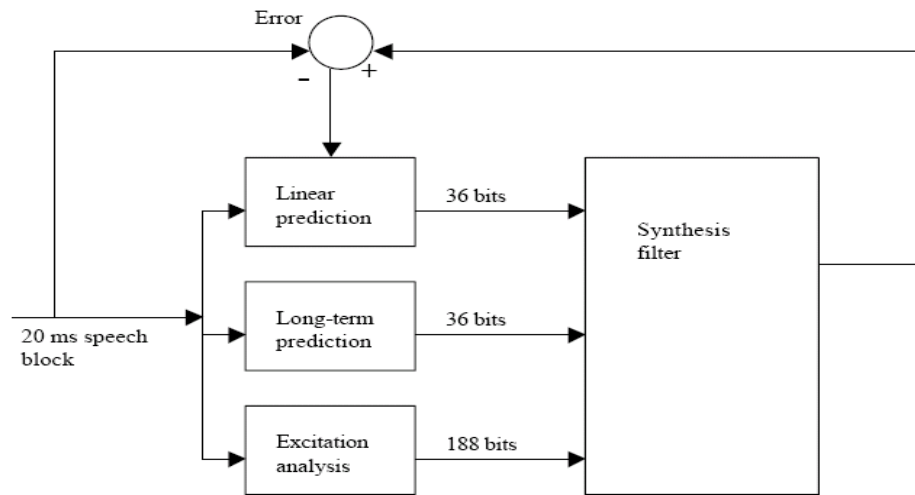 Error
-
+
Linear
prediction
36 bits
Synthesis
filter
20 ms speech
block
Long-term
prediction
36 bits
Excitation
analysis
188 bits